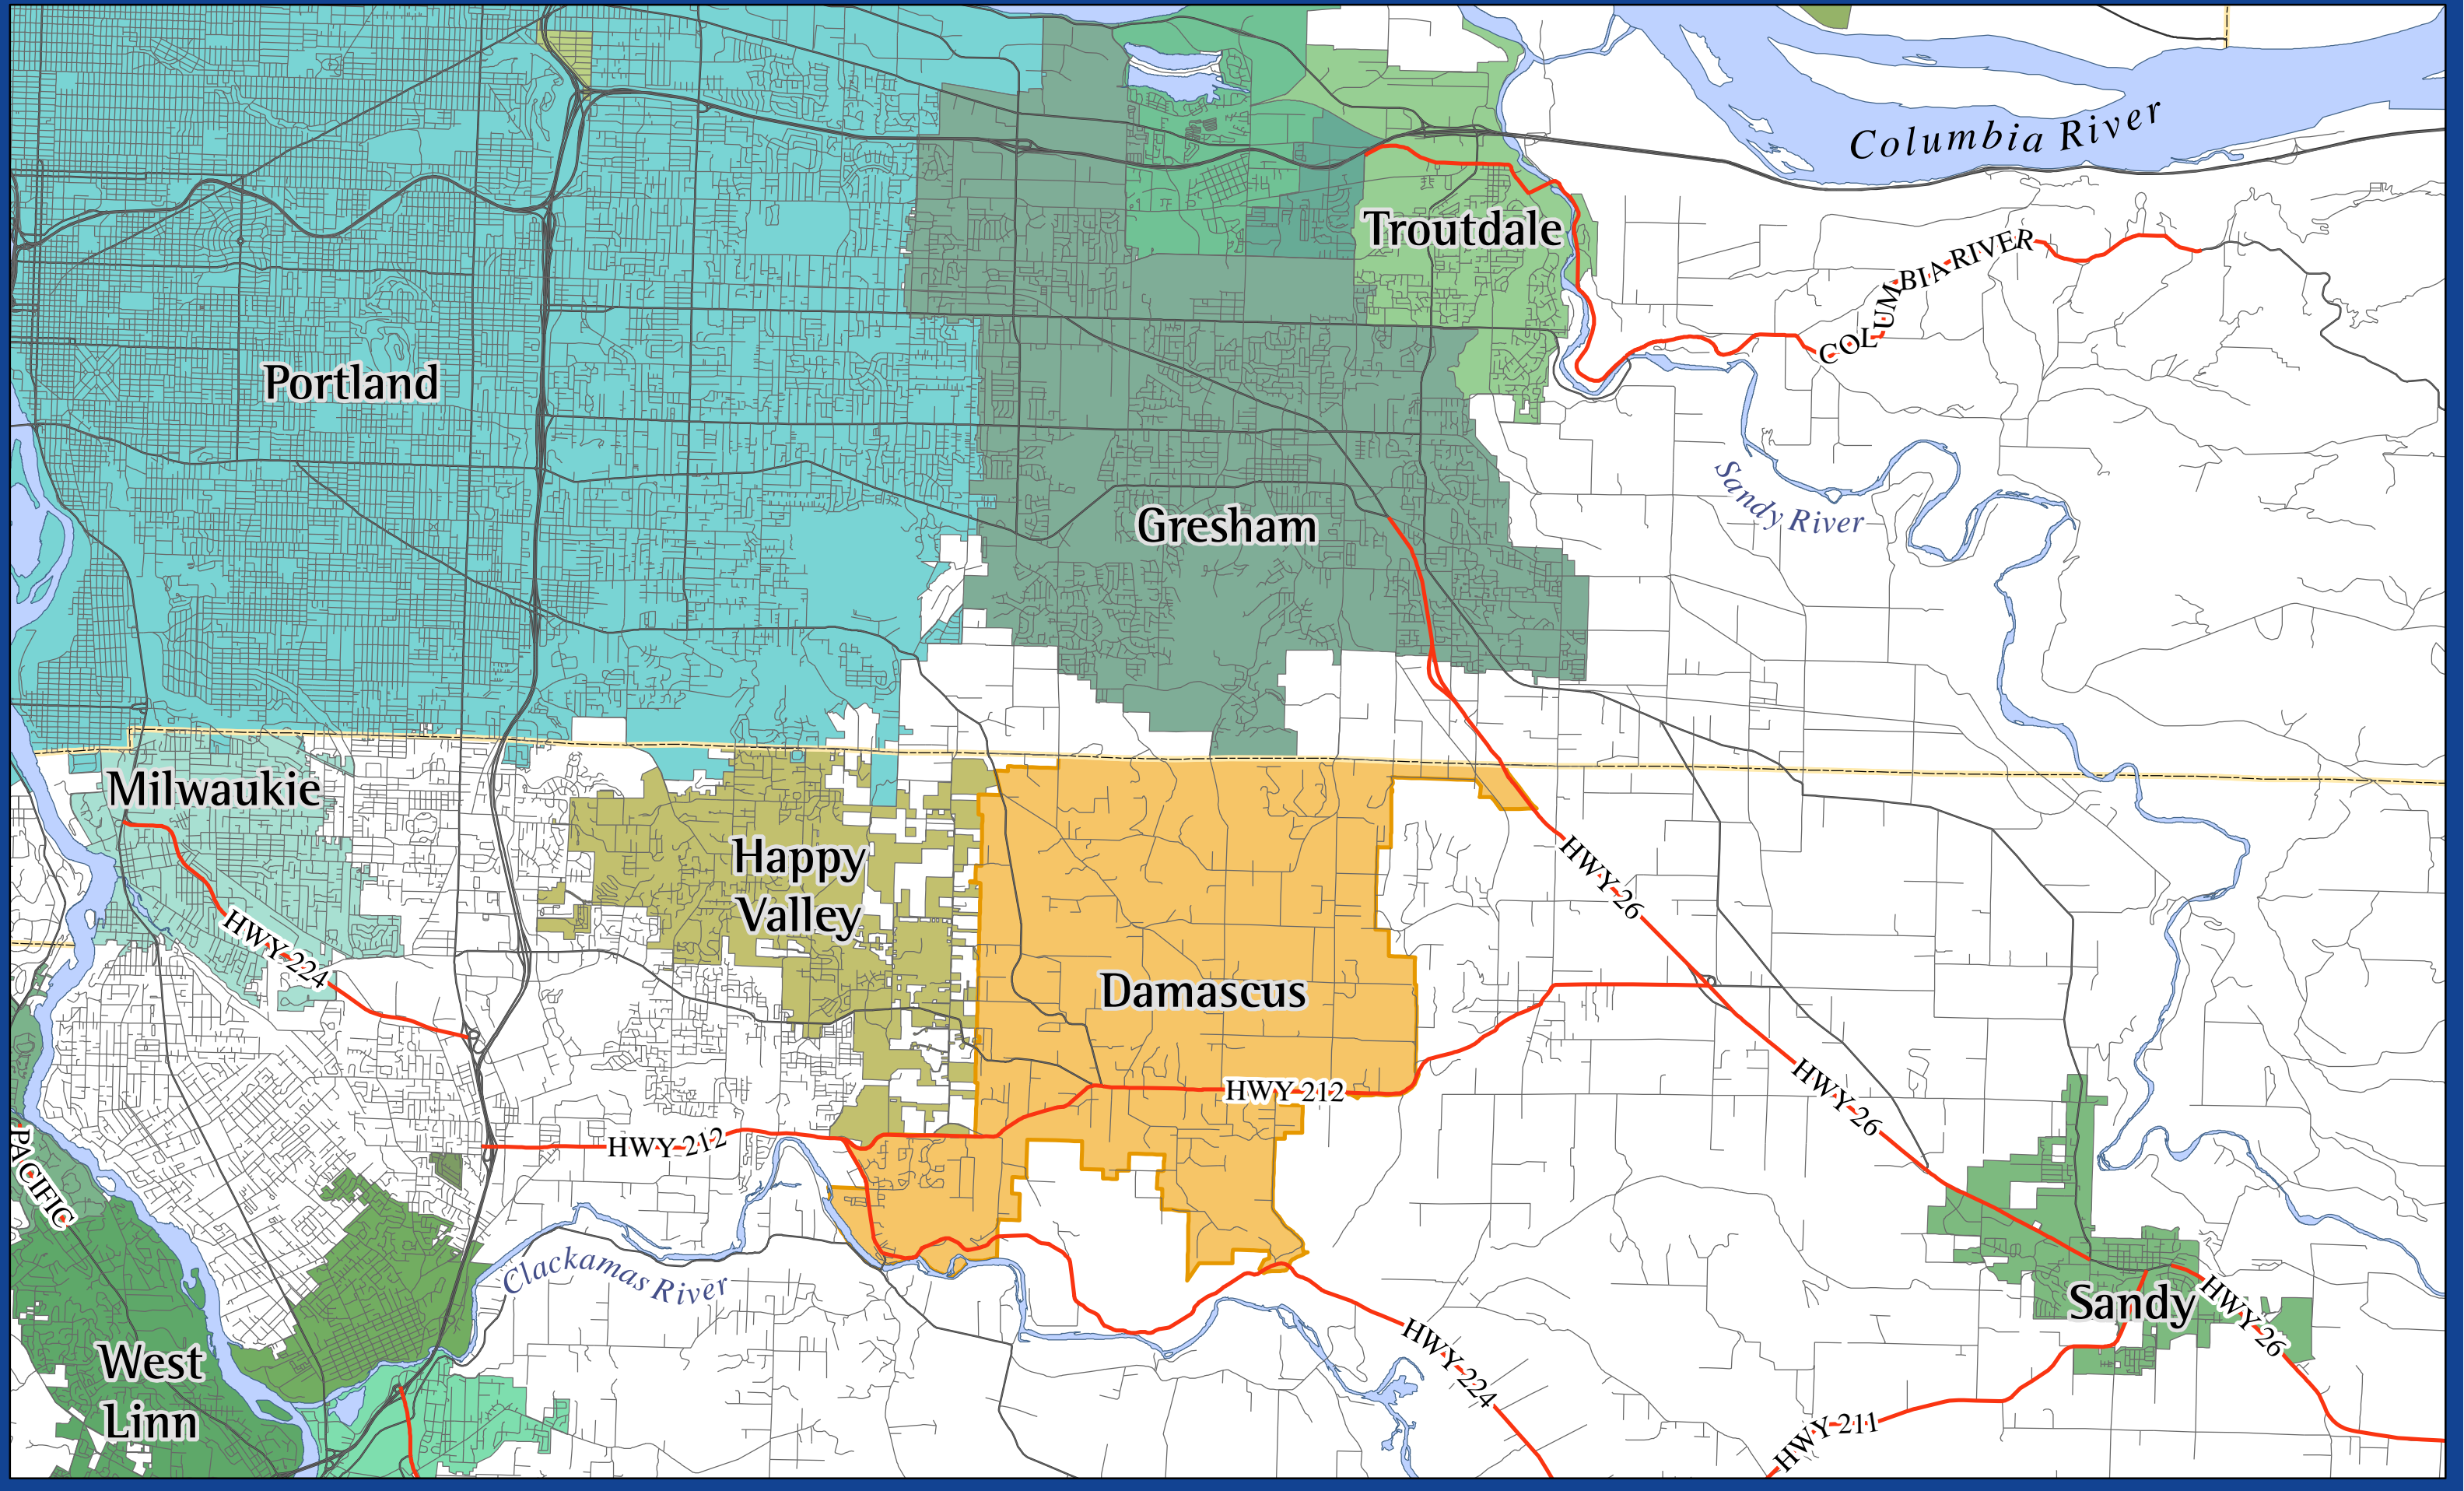 Columbia River
Troutdale
COLUMBIA RIVER
Portland
Sandy River
Gresham
Milwaukie
Happy
Valley
HWY 26
HWY 224
Damascus
HWY 212
HWY 26
HWY 212
PACIFIC
Clackamas River
Sandy
HWY 26
HWY 224
West
Linn
HWY 211